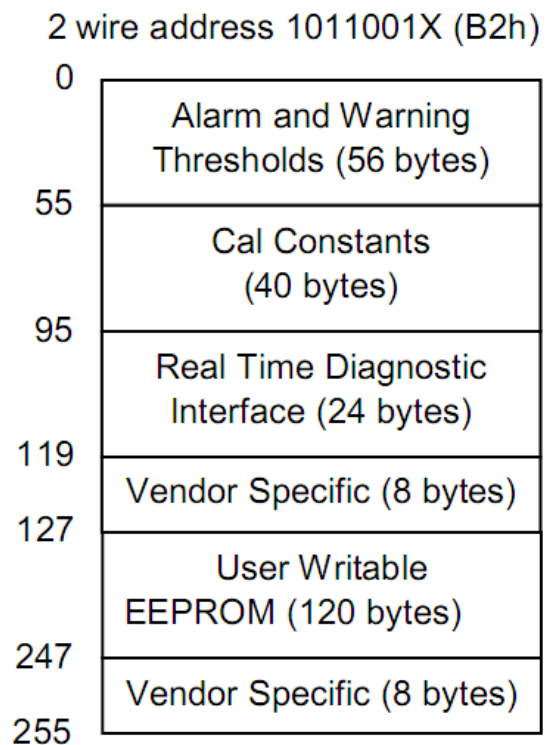 2 wire address 1011001X (B2h)
0
Alarm and Warning
Thresholds (56 bytes)
55
Cal Constants
(40 bytes)
95
Real Time Diagnostic
Interface (24 bytes)
119
Vendor Specific (8 bytes)
127
User Writable
EEPROM (120 bytes)
247
Vendor Specific (8 bytes)
255